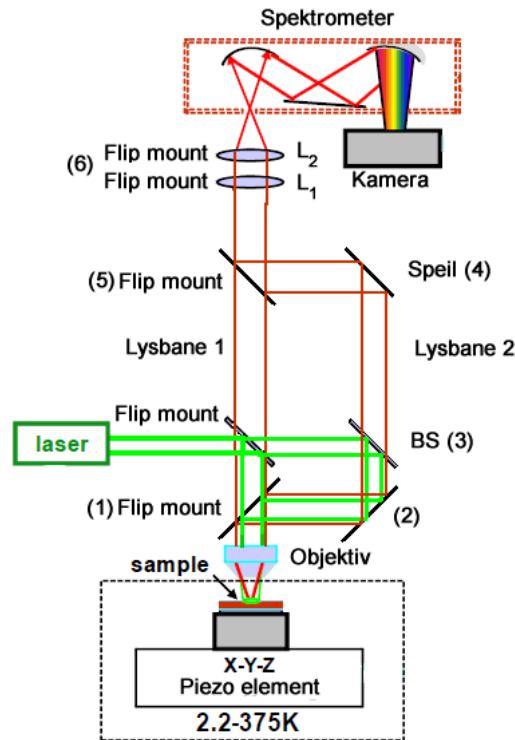 Spektrometer
(6) Flip mount L2
Flip mount L1
Kamera
(5) Flip mount
Speil (4)
Lysbane 1
Lysbane 2
Flip mount
laser
BS (3)
(1) Flip mount
(2)
Objektiv
sample
X-Y-Z
Piezo element
2.2-375K